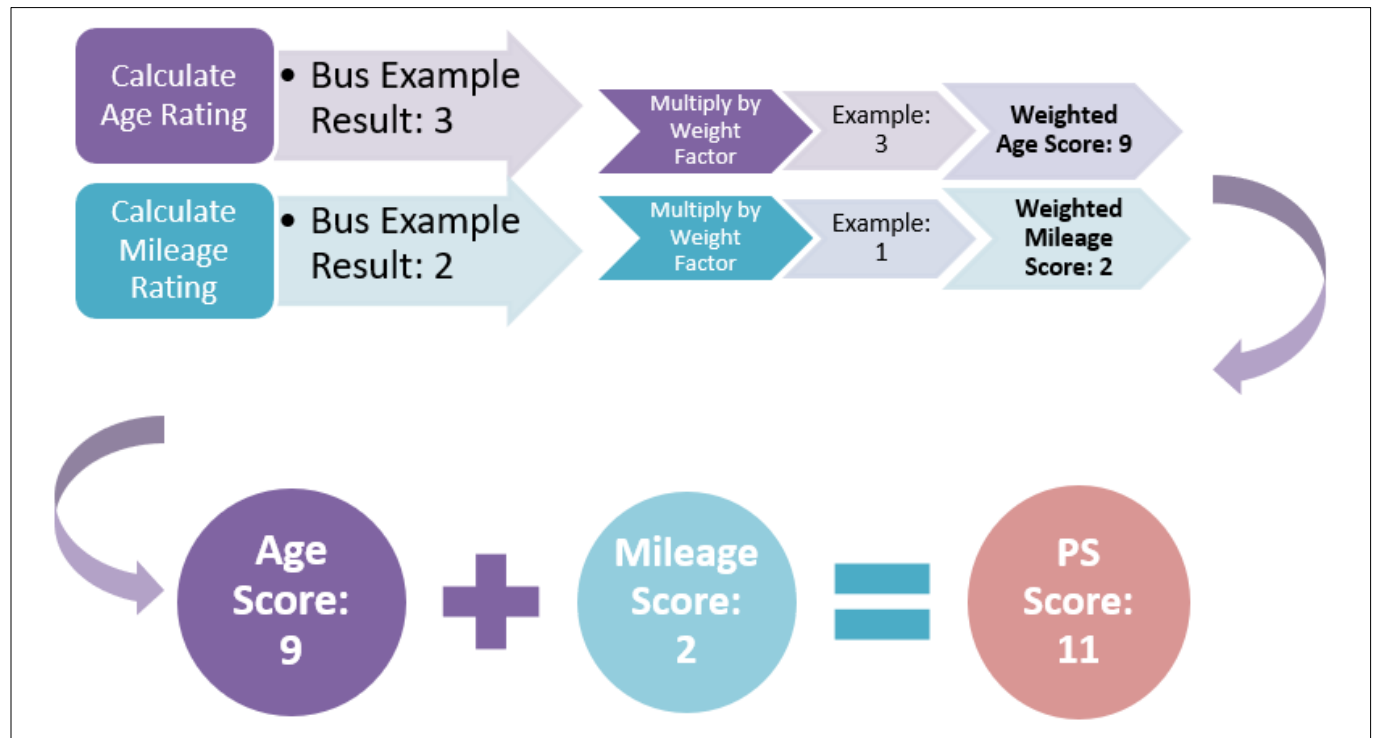 Calculate
Age Rating
• Bus Example
Result: 3
Multiply by
Weight
Factor
Example:
3
Weighted
Age Score: 9
Calculate
Mileage
Rating
• Bus Example
Result: 2
Multiply by
Weight
Factor
Example:
1
Weighted
Mileage
Score: 2
Age
Score:
9
Mileage
Score:
2
PS
Score:
11